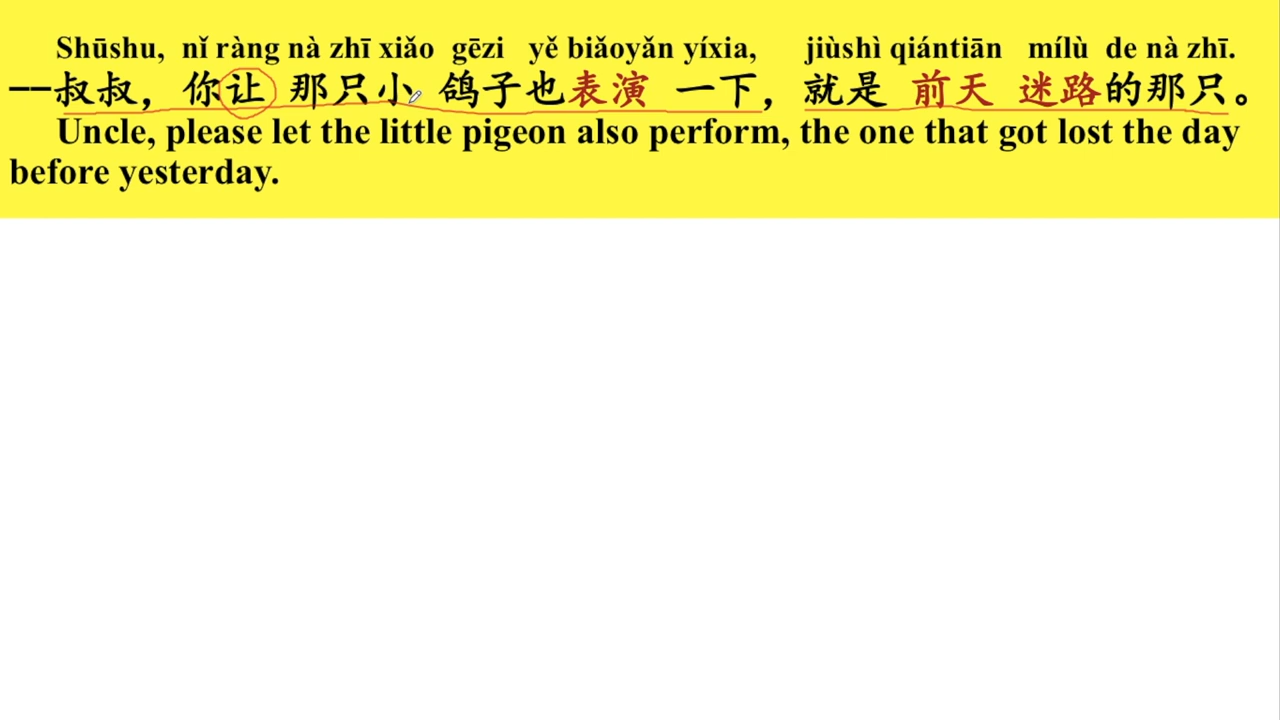 Shūshu, nǐ ràng nà zhī xiǎo gēzi yě biǎoyǎn yíxia, jiùshì qiántiān mílù de nà zhī.
--叔叔，你让 那只小 鸽子也表演 一下，就是 前天 迷路的那只。
Uncle, please let the little pigeon also perform, the one that got lost the day
before yesterday.